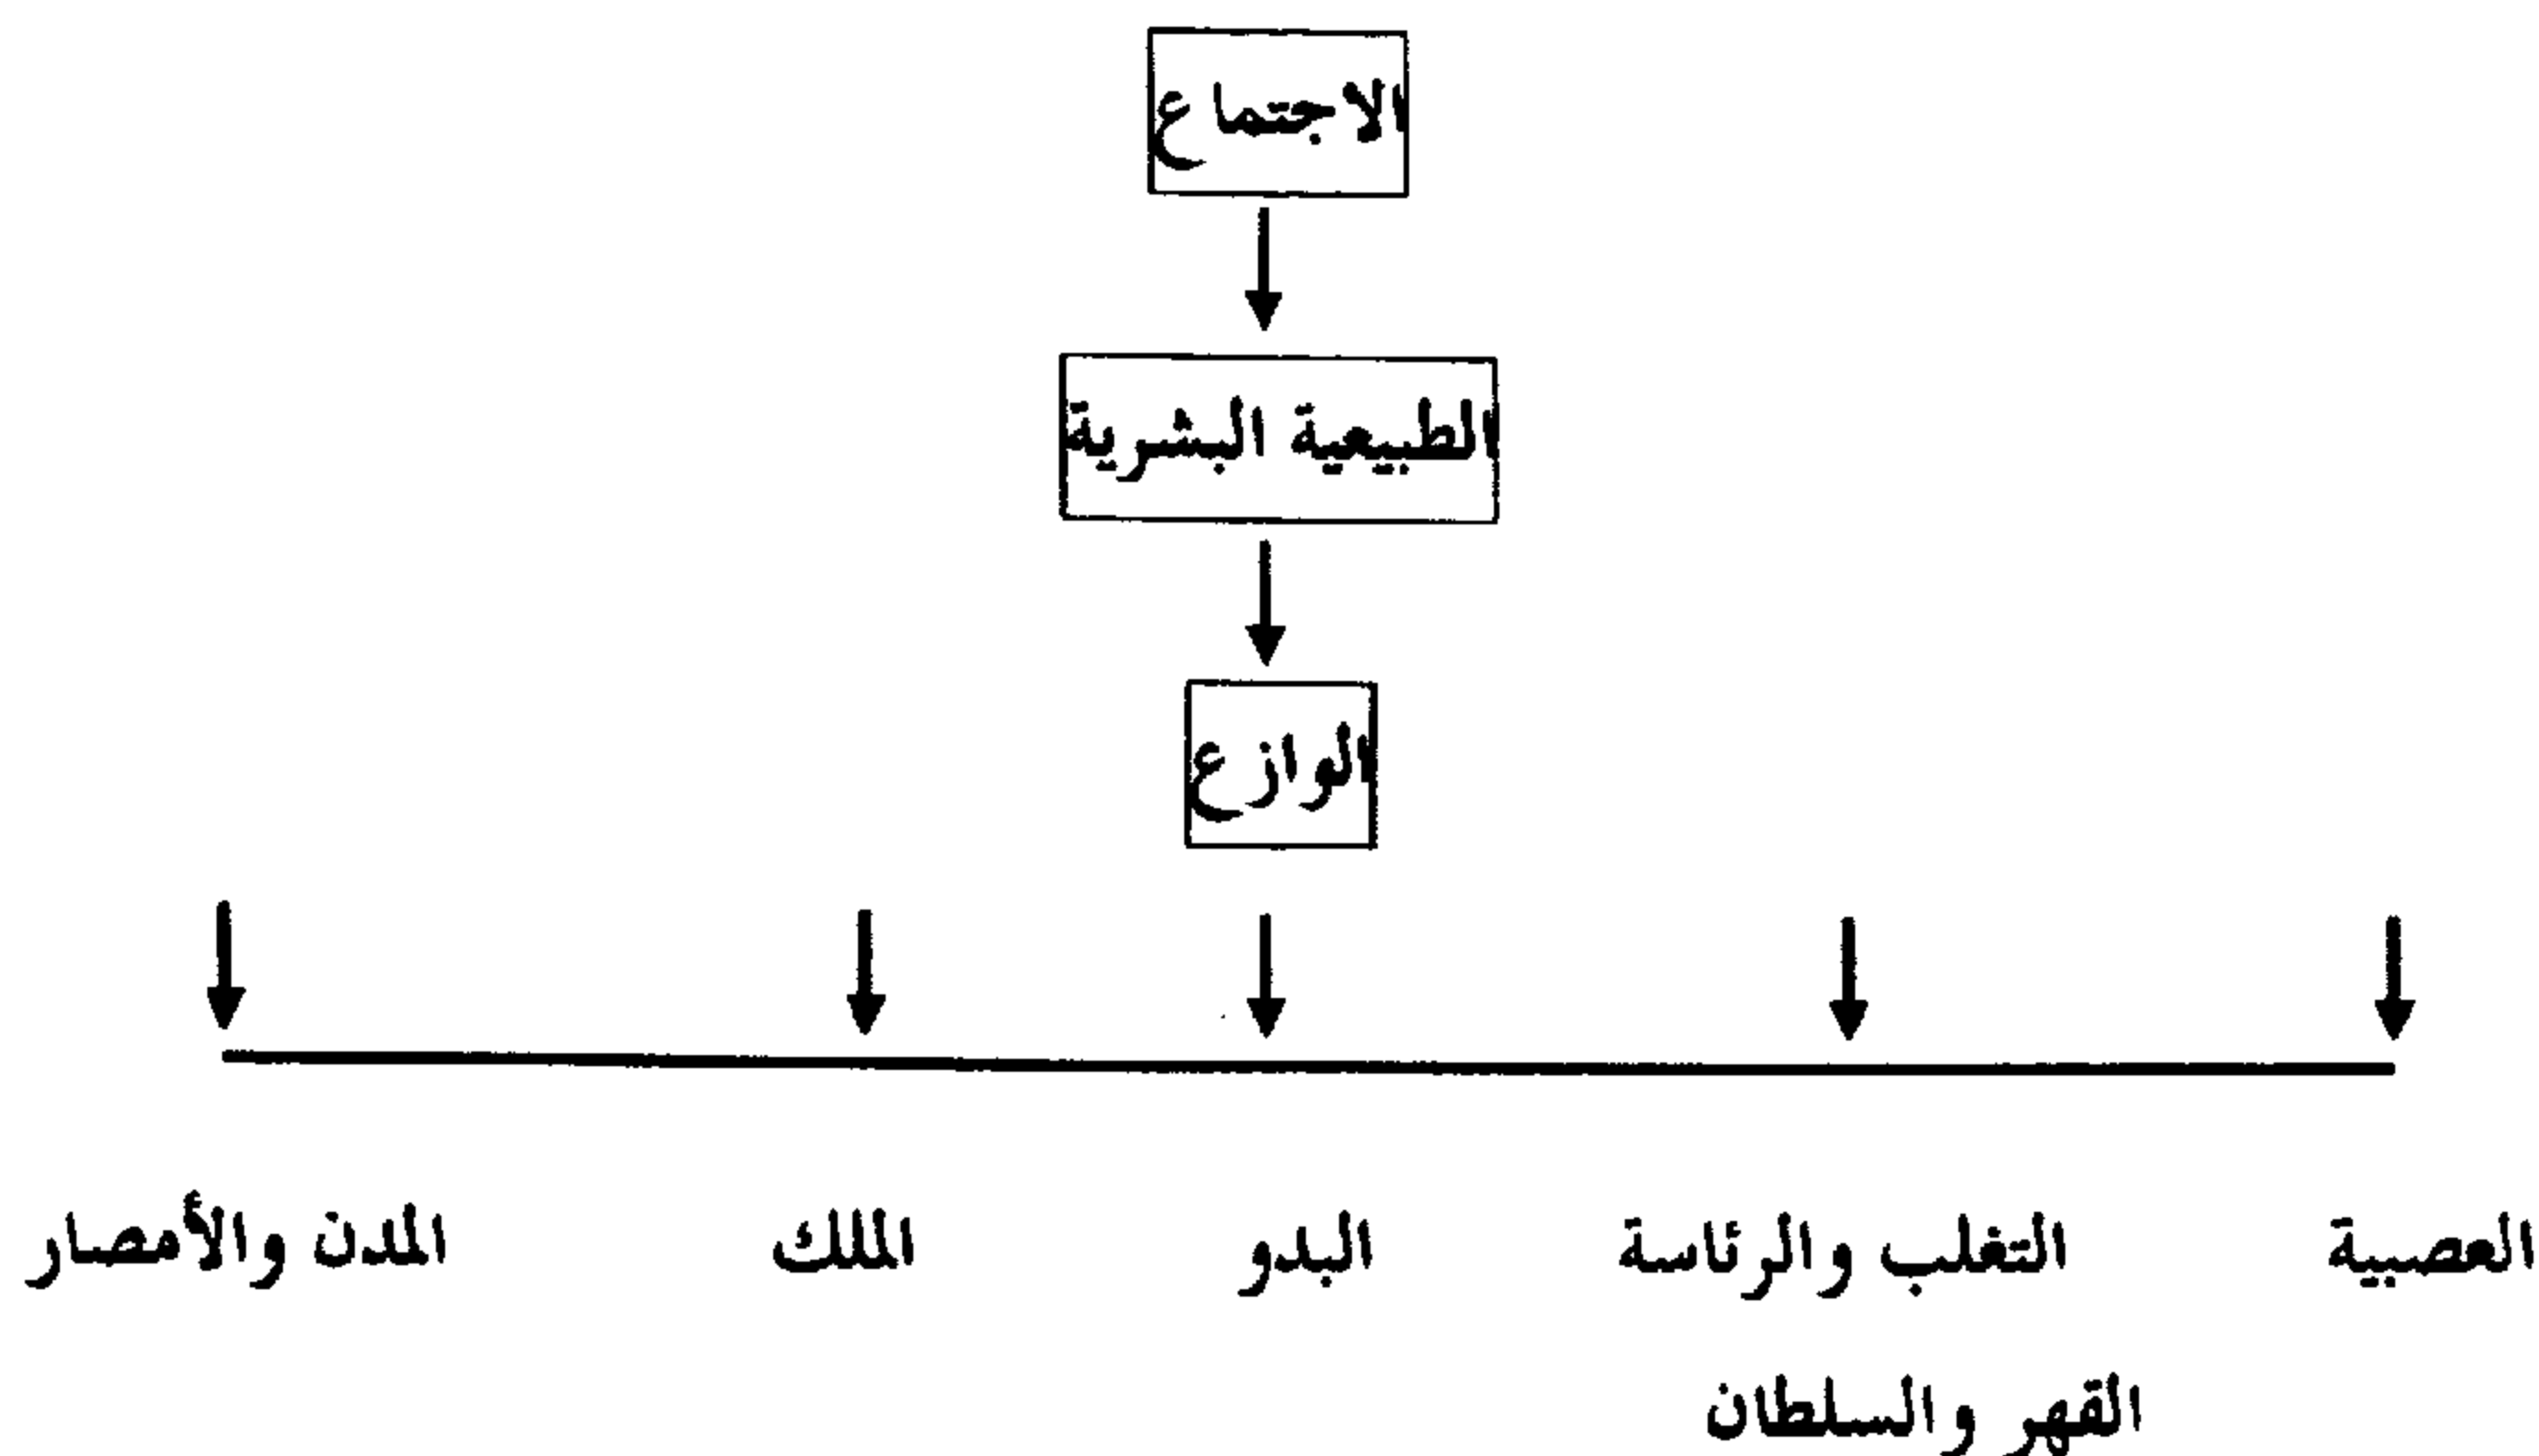 الاجتماع
الطبيعية البشرية
الوازع
العصبية
التغلب والرئاسة
البدو
الملك
المدن والأمصار
القهر والسلطان